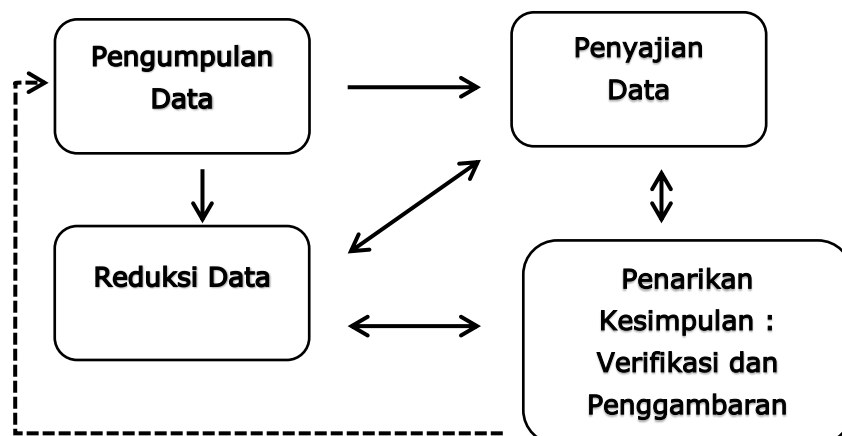 Pengumpulan
Data
Penyajian
Data
Reduksi Data
Penarikan
Kesimpulan :
Verifikasi dan
Penggambaran